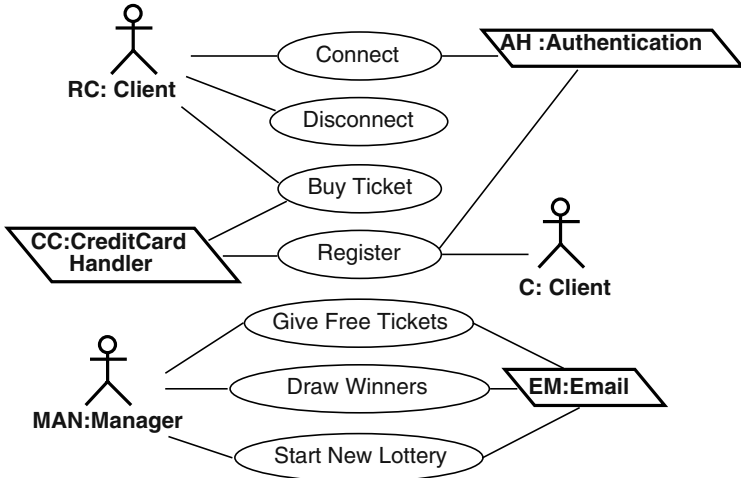 Connect
AH :Authentication
RC: Client
Disconnect
Buy Ticket
CC:CreditCard
Handler
Register
C: Client
Give Free Tickets
Draw Winners
EM:Email
MAN:Manager
Start New Lottery